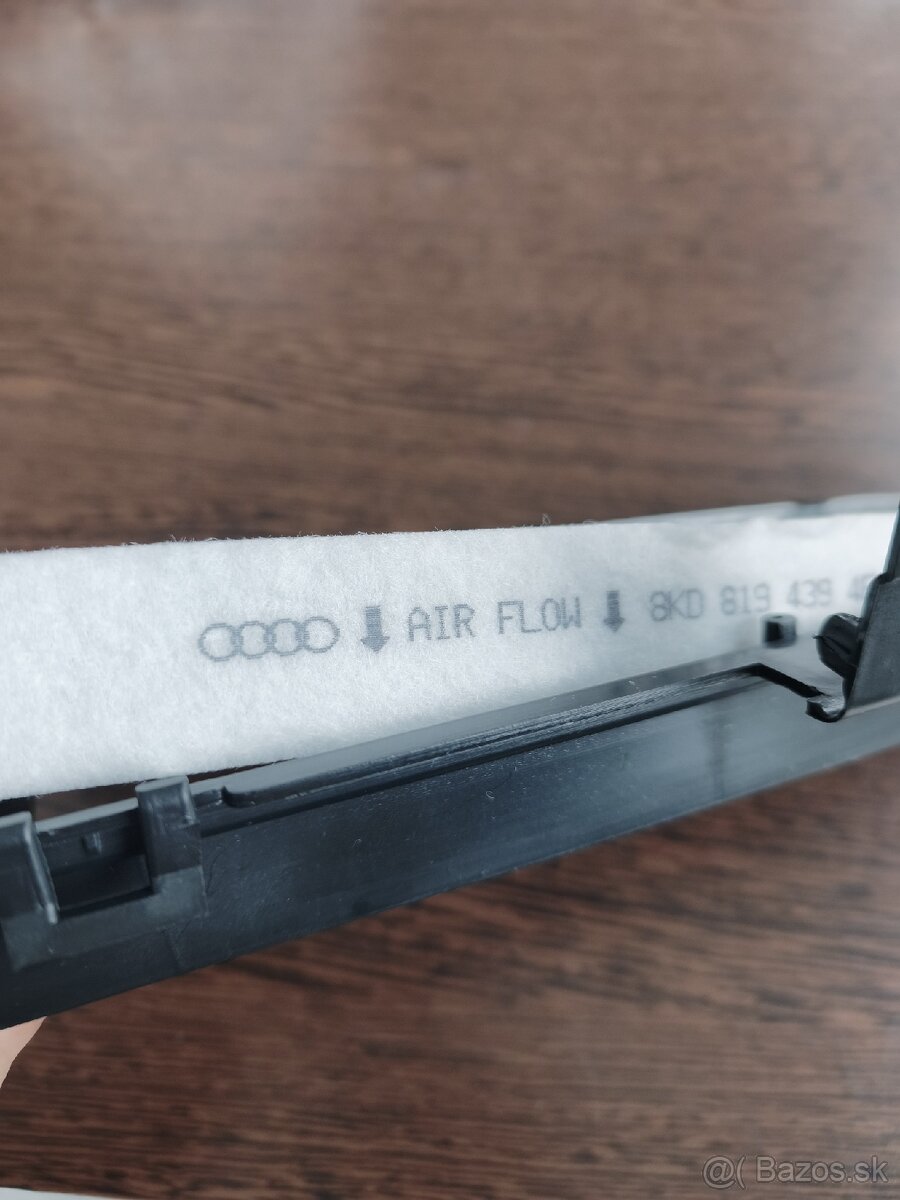 AIR FLOW 8KD 819 439
@( Bazos.sk